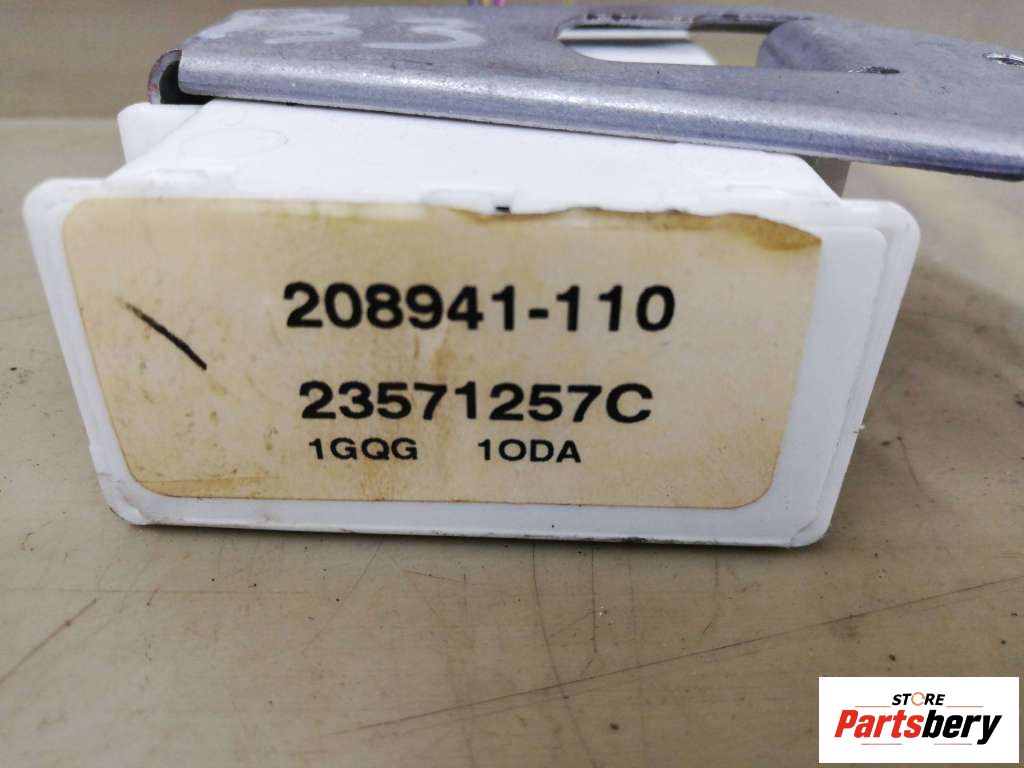 208941-110
23571257C
1GQG 1ODA
STORE
Partsbery